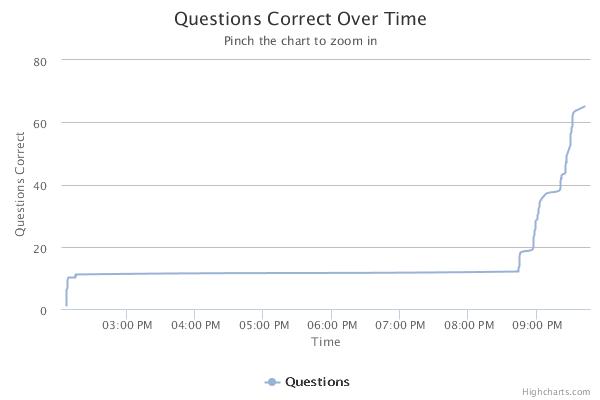 Questions Correct Over Time
Pinch the chart to zoom in
80
60
40
20
0
Questions Correct
03:00 PM 04:00 PM 05:00 PM 06:00 PM 07:00 PM 08:00 PM 09:00 PM
Time
Questions
Highcharts.com